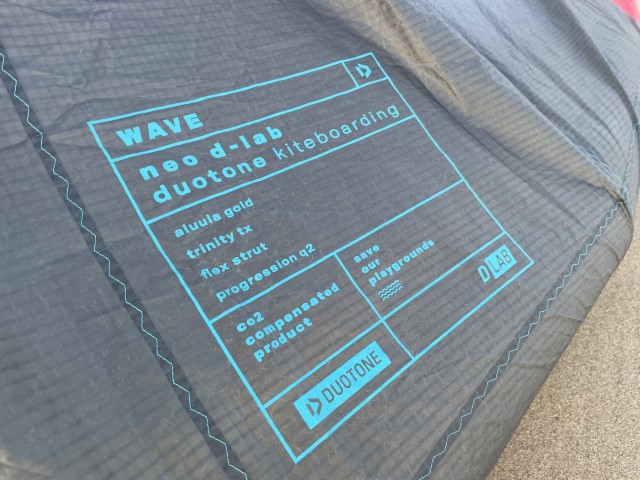 WAVE
neo d-lab
duotone kiteboarding
aluula gold
trinity tx
flex strut
progression q2
co2
compensated
product
save
our
playgrounds
D LAB
DUOTONE